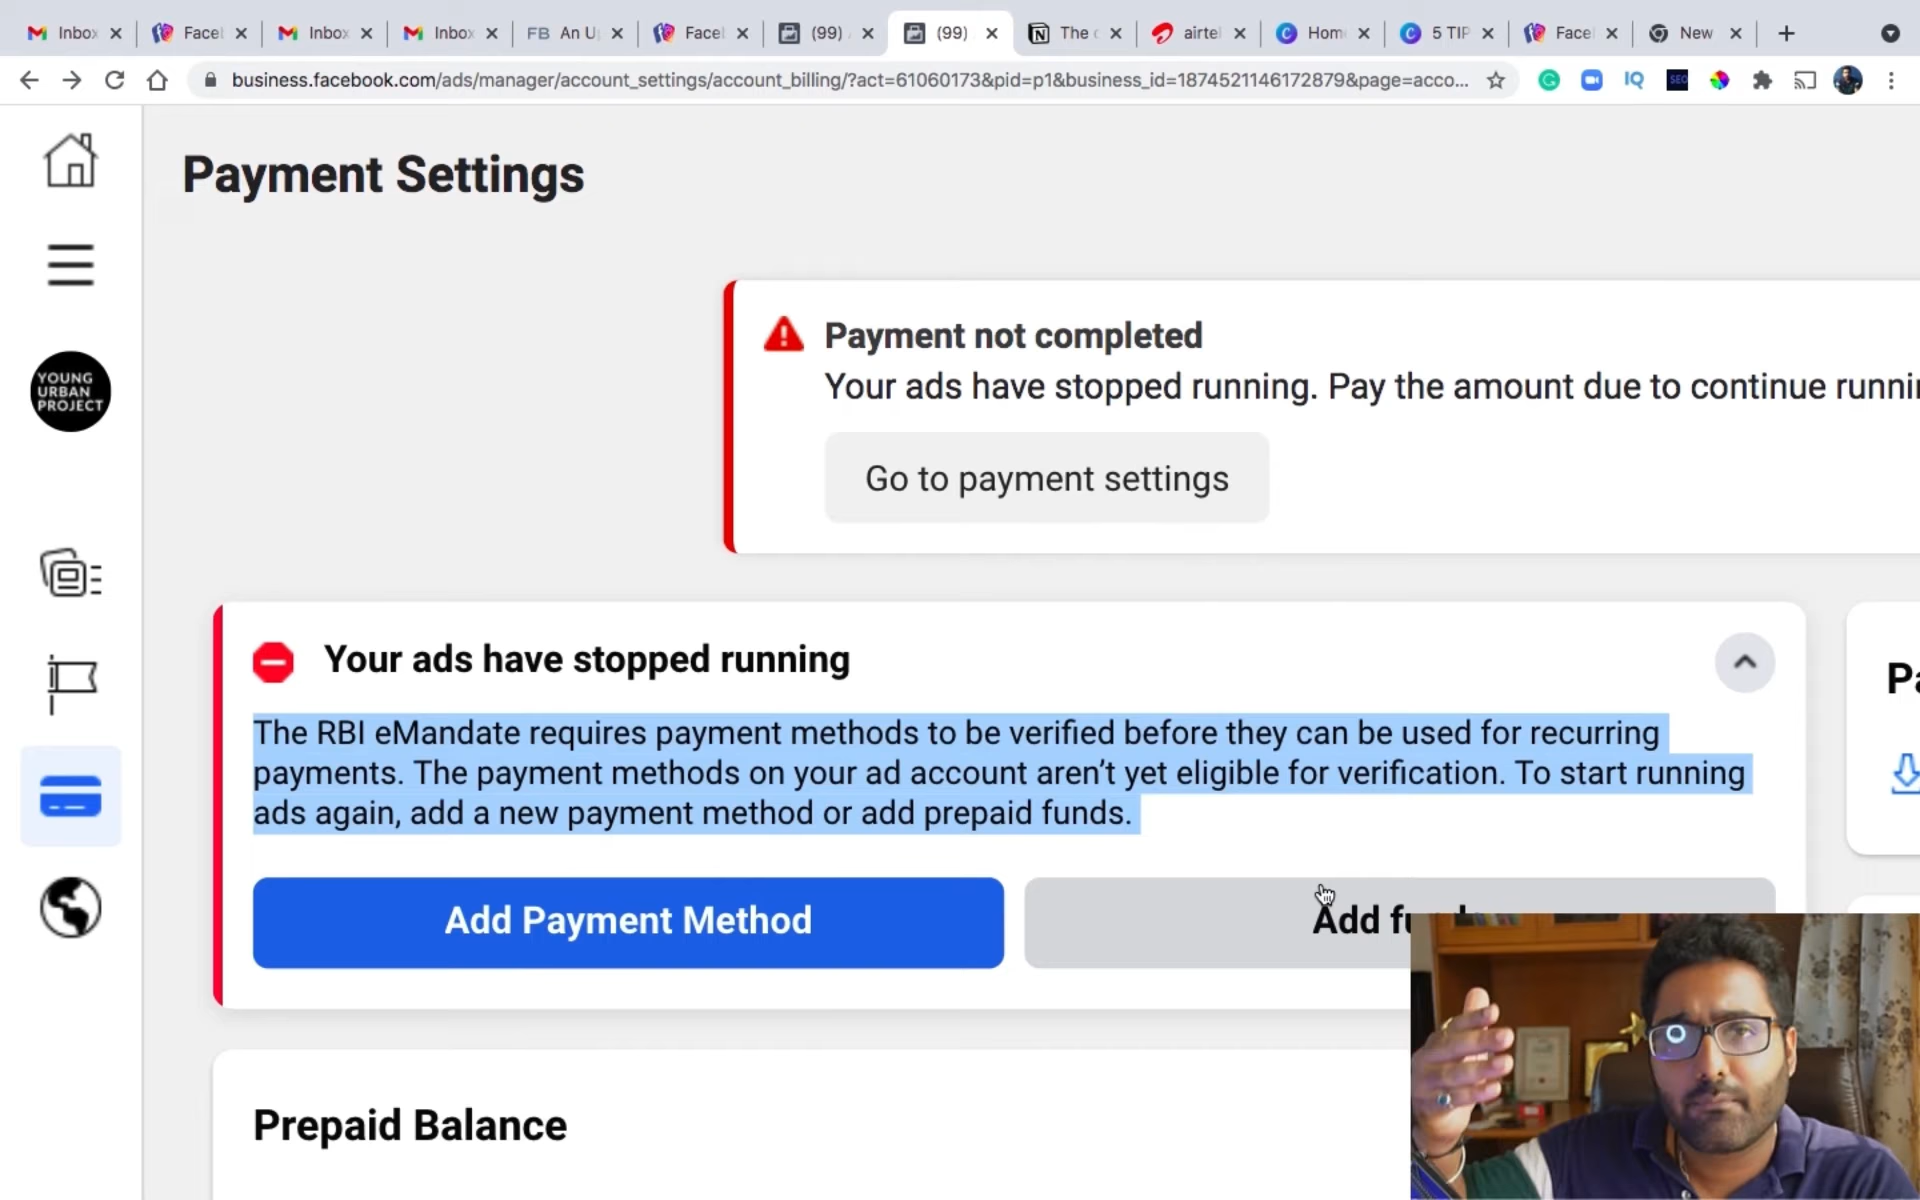 Inbox
Facel
Inbox
Inbox
FB An U
Facel
(99)
(99)
The
airtel
Hom
5 TIP
Facel
New
business.facebook.com/ads/manager/account_settings/account_billing/?act=61060173&pid=p1&business_id=1874521146172879&page=acco...
IQ
SEO
Payment Settings
YOUNG
URBAN
PROJECT
Payment not completed
Your ads have stopped running. Pay the amount due to continue runnin
Go to payment settings
Your ads have stopped running
The RBI eMandate requires payment methods to be verified before they can be used for recurring
payments. The payment methods on your ad account aren't yet eligible for verification. To start running
ads again, add a new payment method or add prepaid funds.
Pa
Add Payment Method
Add fund
Prepaid Balance